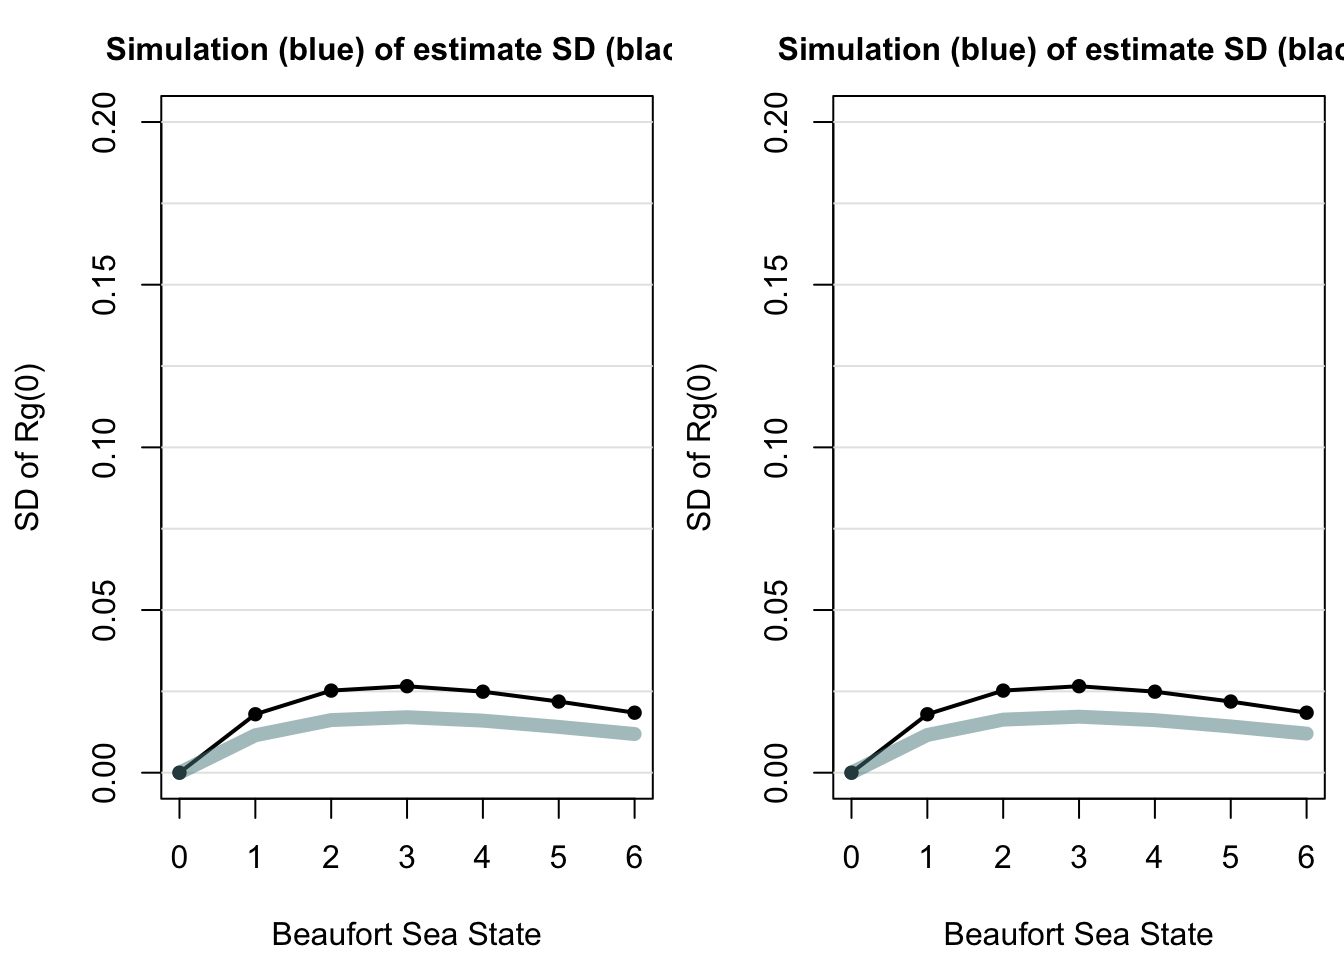 Simulation (blue) of estimate SD (blac
SD of Rg(0)
0.20
0.15
0.10
0.05
0.00
0 1 2 3 4 5 6
Beaufort Sea State
Simulation (blue) of estimate SD (blac
SD of Rg(0)
0.20
0.15
0.10
0.05
0.00
0 1 2 3 4 5 6
Beaufort Sea State